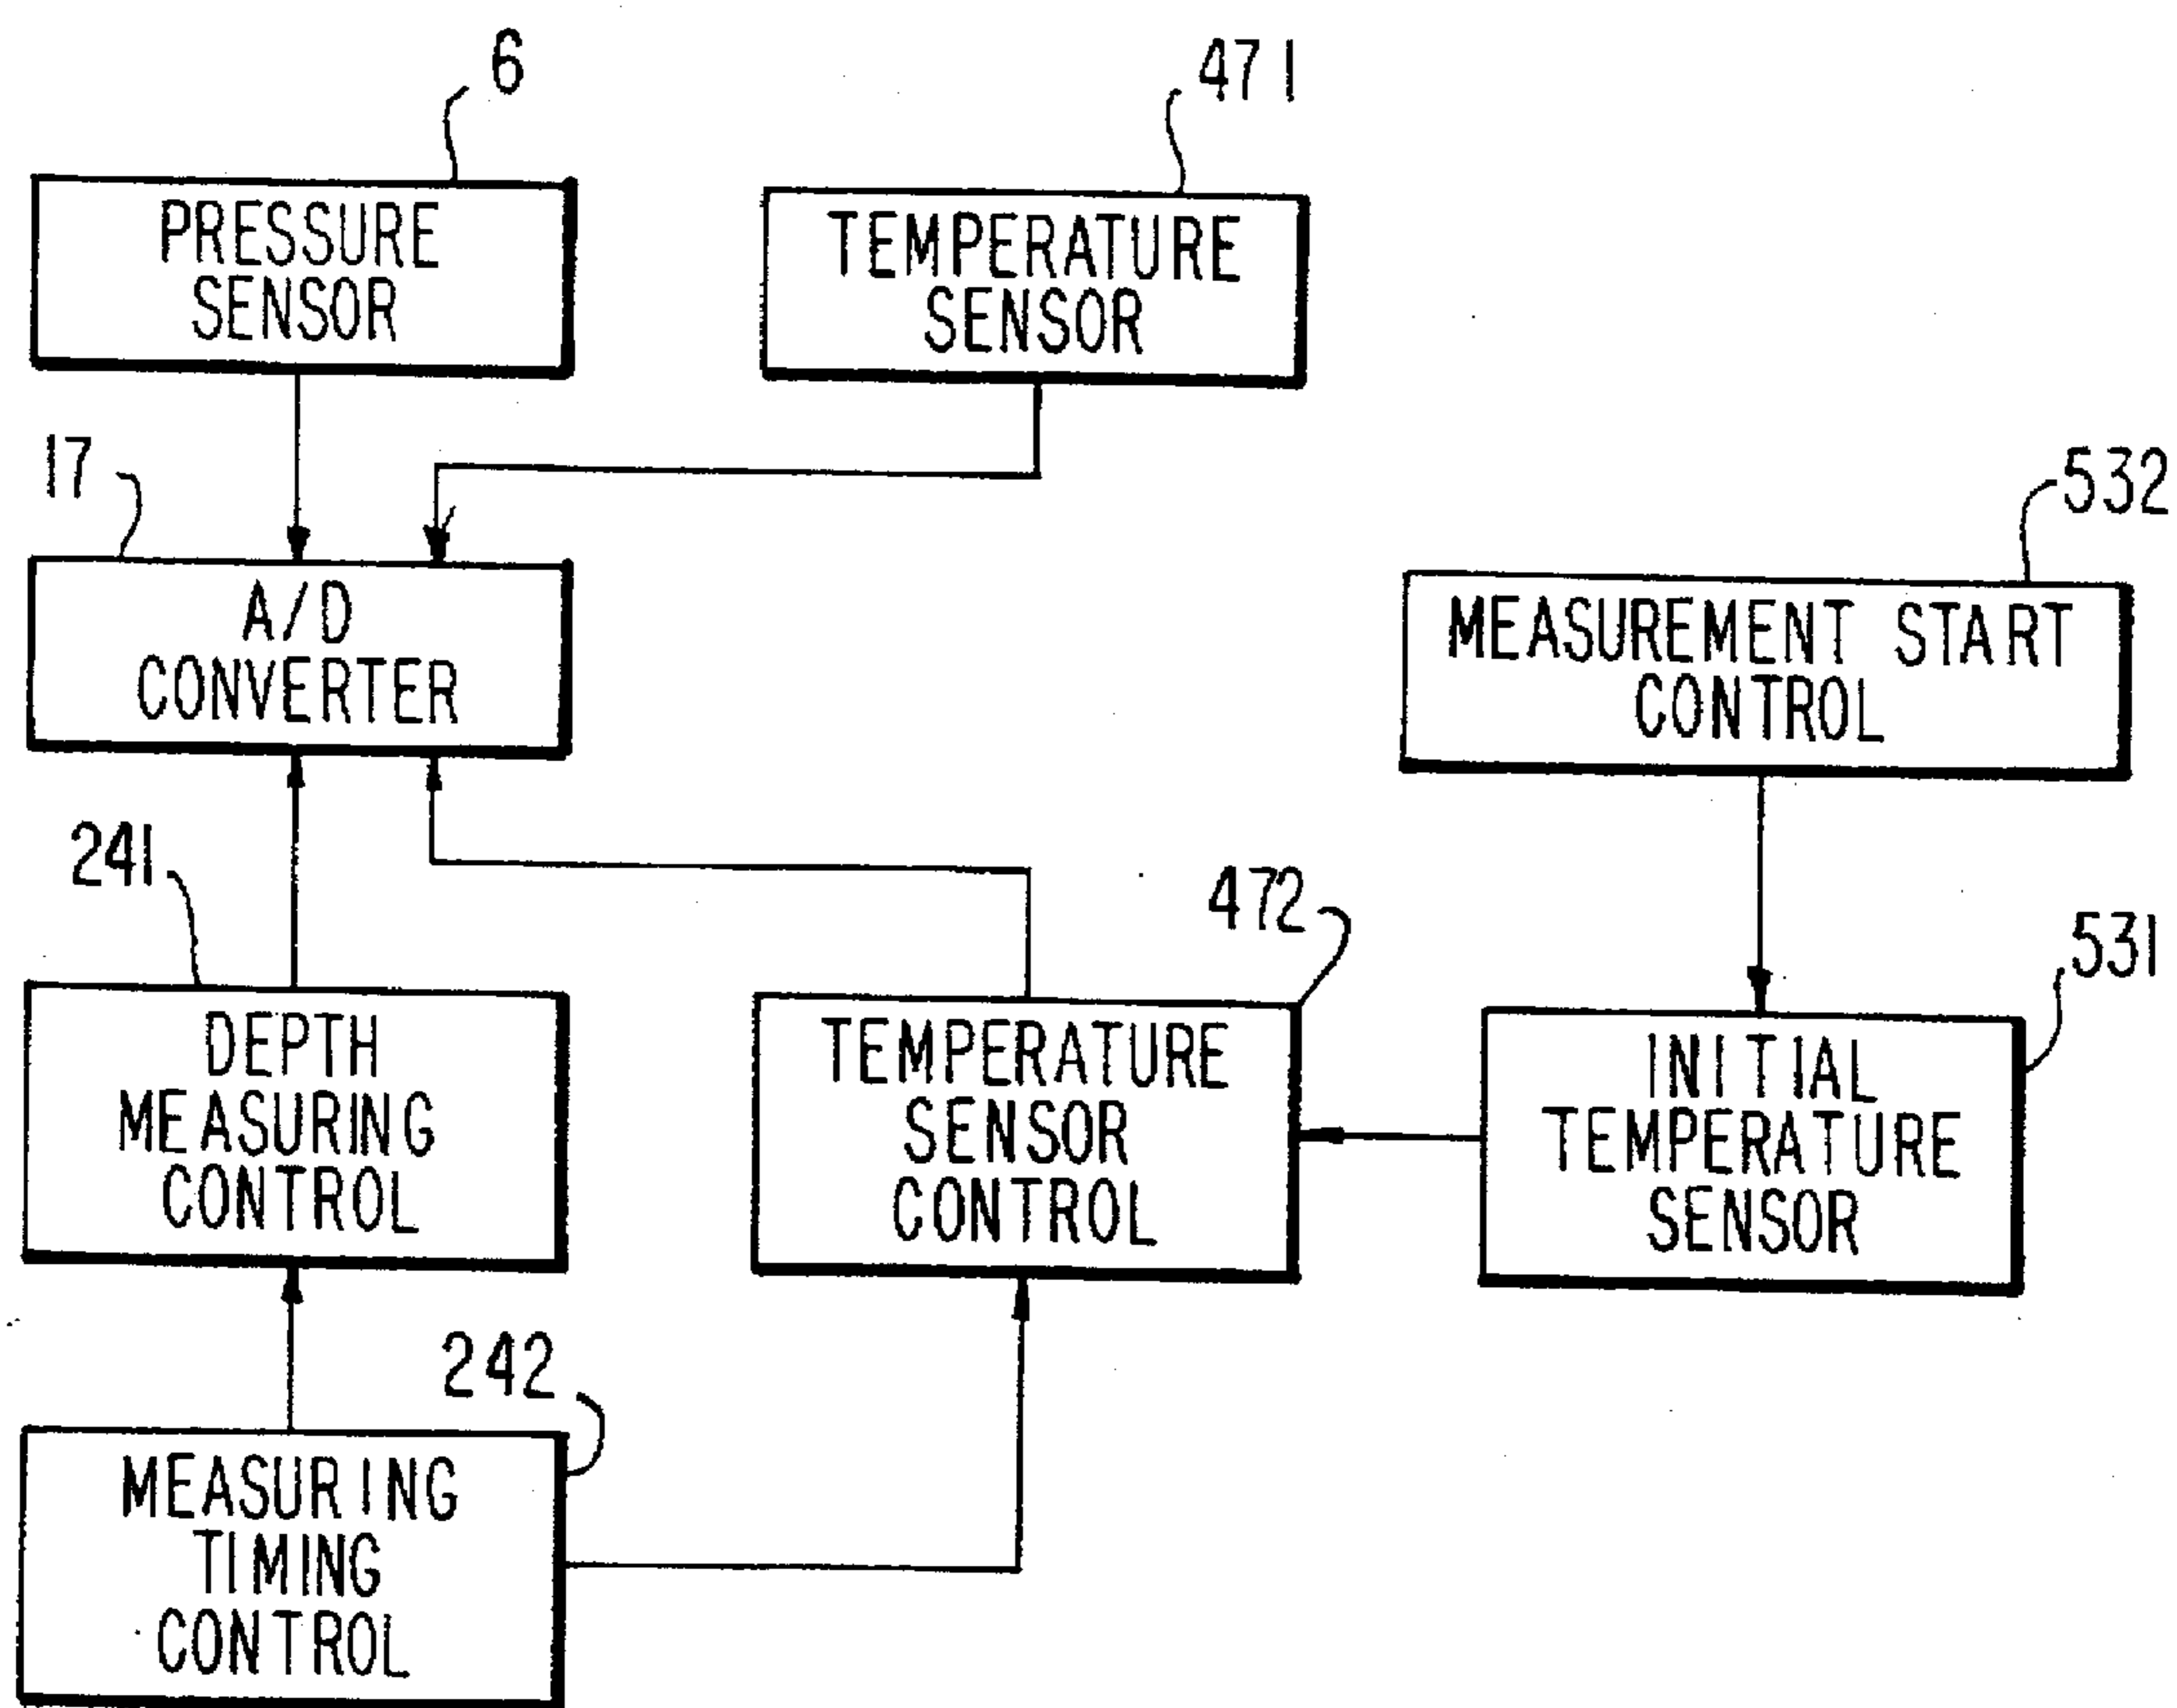 6
471
PRESSURE
SENSOR
TEMPERATURE
SENSOR
17
532
A/D
CONVERTER
MEASUREMENT START
CONTROL
241
472
531
DEPTH
MEASURING
CONTROL
TEMPERATURE
SENSOR
CONTROL
INITIAL
TEMPERATURE
SENSOR
242
MEASURING
TIMING
CONTROL